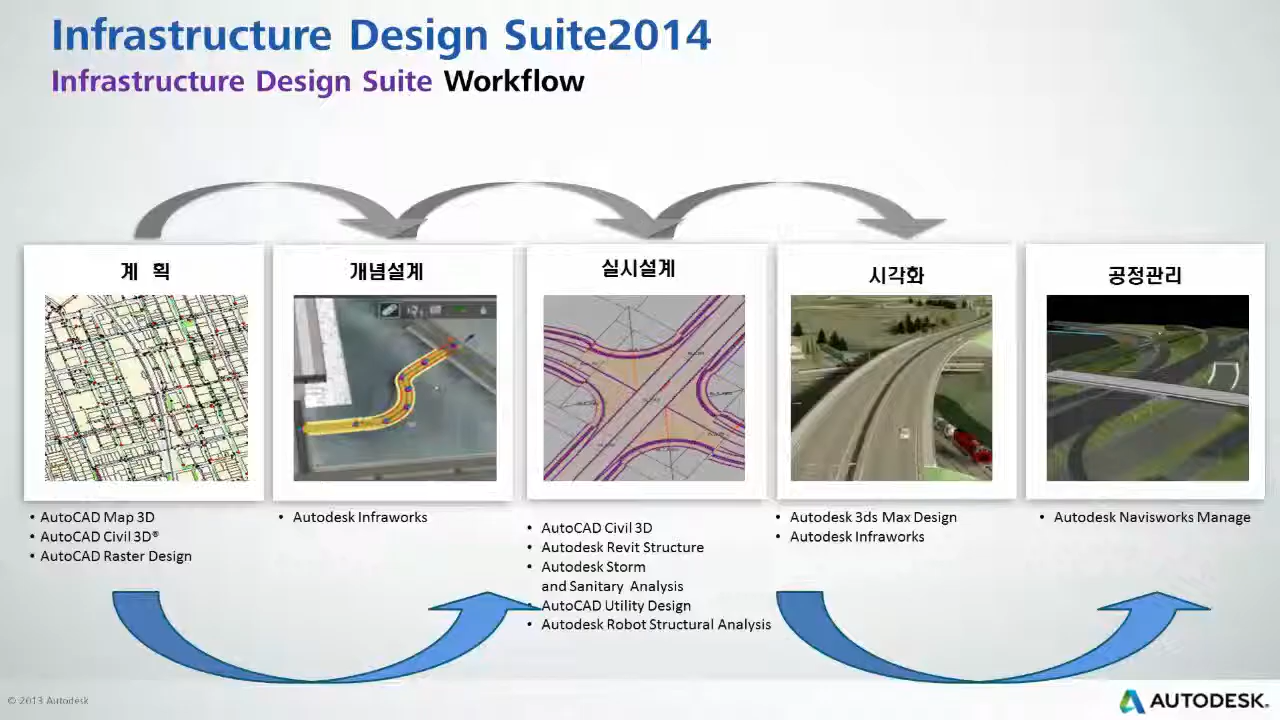 Infrastructure Design Suite2014
Infrastructure Design Suite Workflow
계 획
개념설계
실시설계
시각화
공정관리
• AutoCAD Map 3D
• AutoCAD Civil 3D®
• AutoCAD Raster Design
• Autodesk Infraworks
• AutoCAD Civil 3D
• Autodesk Revit Structure
• Autodesk Storm
and Sanitary Analysis
• AutoCAD Utility Design
• Autodesk Robot Structural Analysis
• Autodesk 3ds Max Design
• Autodesk Infraworks
• Autodesk Navisworks Manage
© 2013 Autodesk
AUTODESK.